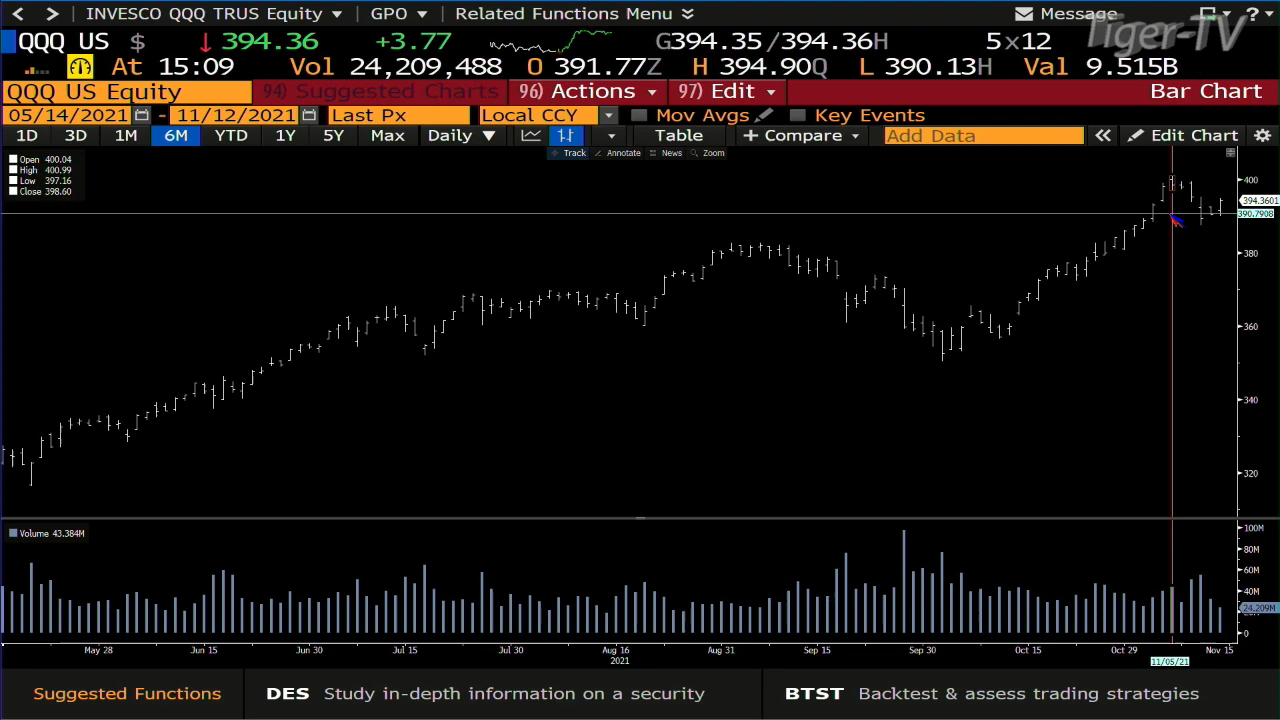 INVESCO QQQ TRUS Equity GPO Related Functions Menu Message ?
Tiger-TV
QQQ US $ 394.36 +3.77 G394.35/394.36H 5x12
At 15:09 Vol 24,209,488 O 391.77Z H 394.90Q L 390.13H Val 9.515B
QQQ US Equity 94) Suggested Charts 96) Actions 97) Edit Bar Chart
05/14/2021 - 11/12/2021 Last Px Local CCY Mov Avgs Key Events
1D 3D 1M 6M YTD 1Y 5Y Max Daily Table + Compare Add Data Edit Chart
Track Annotate News Zoom
Open 400.04
High 400.99
Low 397.16
Close 398.60
400
394.3601
390.7908
380
360
340
320
Volume 43.384M
100M
80M
60M
40M
24.209M
0
May 28 Jun 15 Jun 30 Jul 15 Jul 30 Aug 16 Aug 31 Sep 15 Sep 30 Oct 15 Oct 29 Nov 15
2021 11/05/21
Suggested Functions DES Study in-depth information on a security BTST Backtest & assess trading strategies